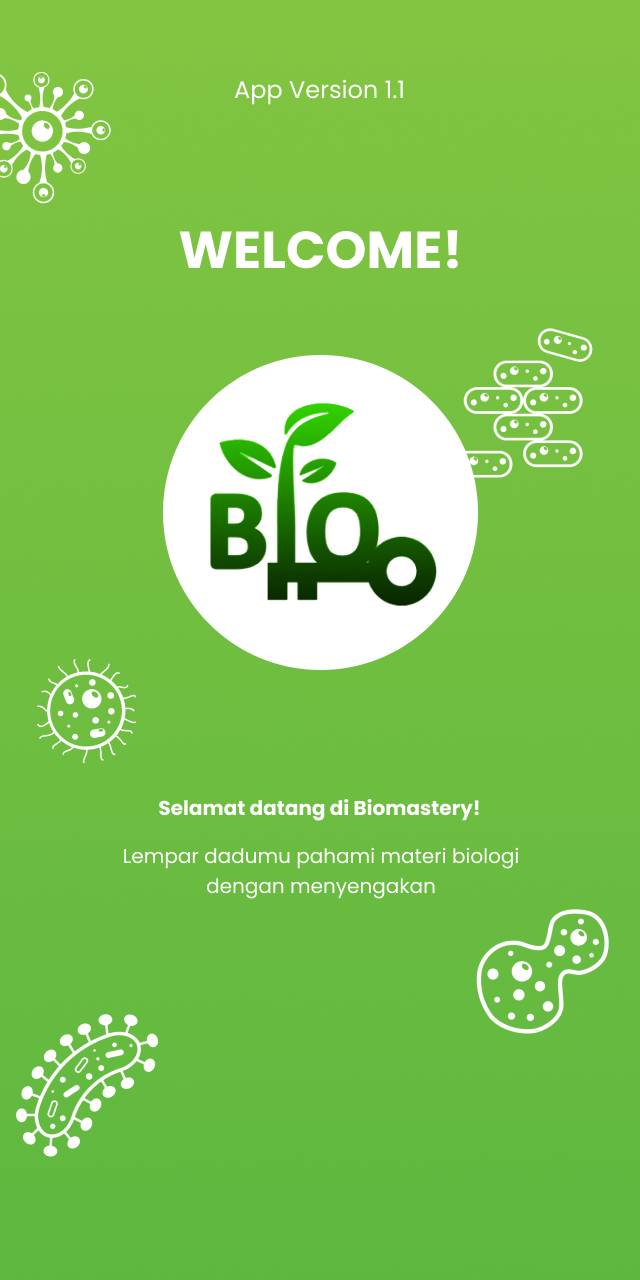 App Version 1.1
WELCOME!
BIO
Selamat datang di Biomastery!
Lempar dadumu pahami materi biologi
dengan menyengakan